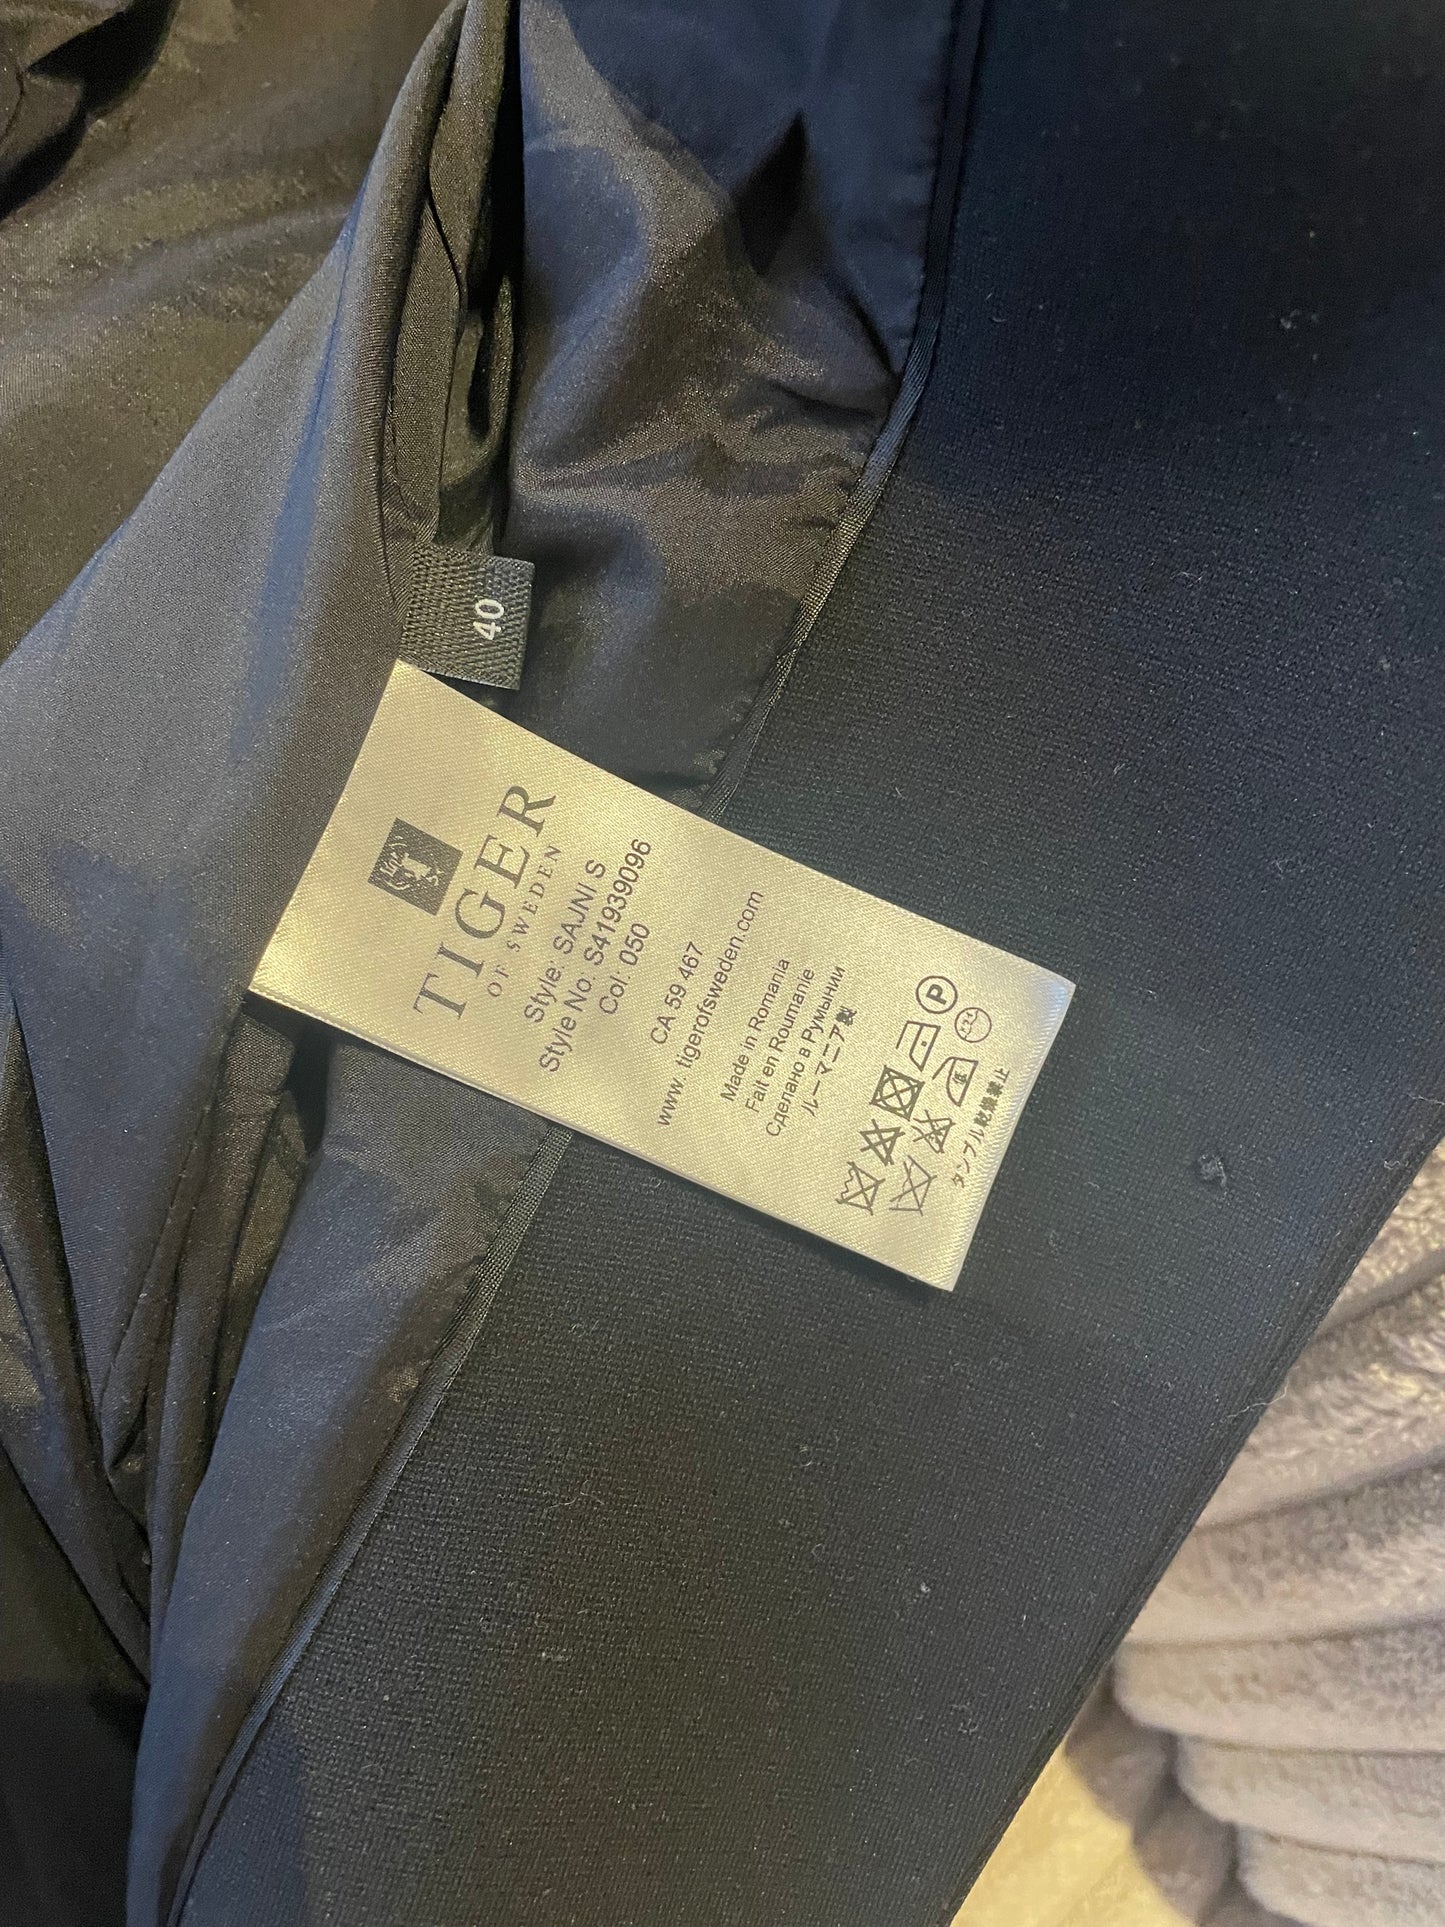 40
TIGER
OF SWEDEN
Style: SAJNI S
Style No: S41939096
Col: 050
CA 59 467
www.tigerofsweden.com
Made in Romania
Fait en Roumanie
Сделано в Румынии
ルーマニア製
P
低
タンブル乾燥禁止